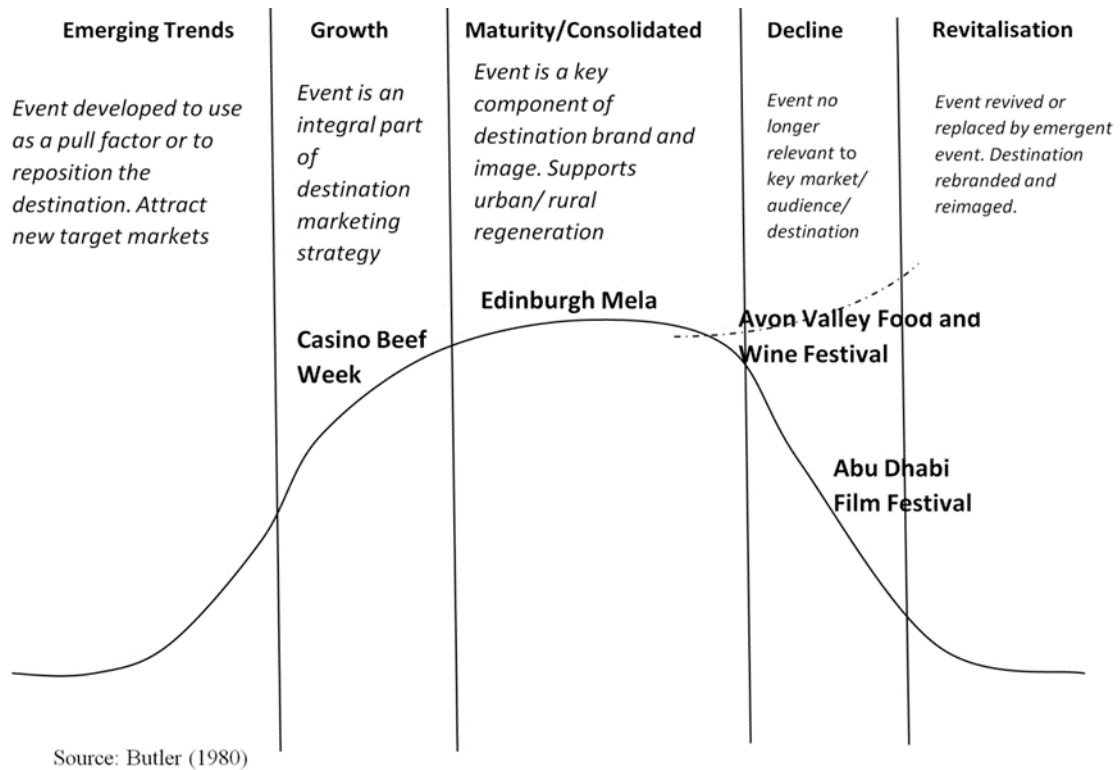 Emerging Trends
Event developed to use
as a pull factor or to
reposition the
destination. Attract
new target markets
Growth
Event is an
integral part
of
destination
marketing
strategy
Maturity/Consolidated
Event is a key
component of
destination brand and
image. Supports
urban/ rural
regeneration
Decline
Event no
longer
relevant to
key market/
audience/
destination
Revitalisation
Event revived or
replaced by emergent
event. Destination
rebranded and
reimaged.
Casino Beef
Week
Edinburgh Mela
Avon Valley Food and
Wine Festival
Abu Dhabi
Film Festival
Source: Butler (1980)